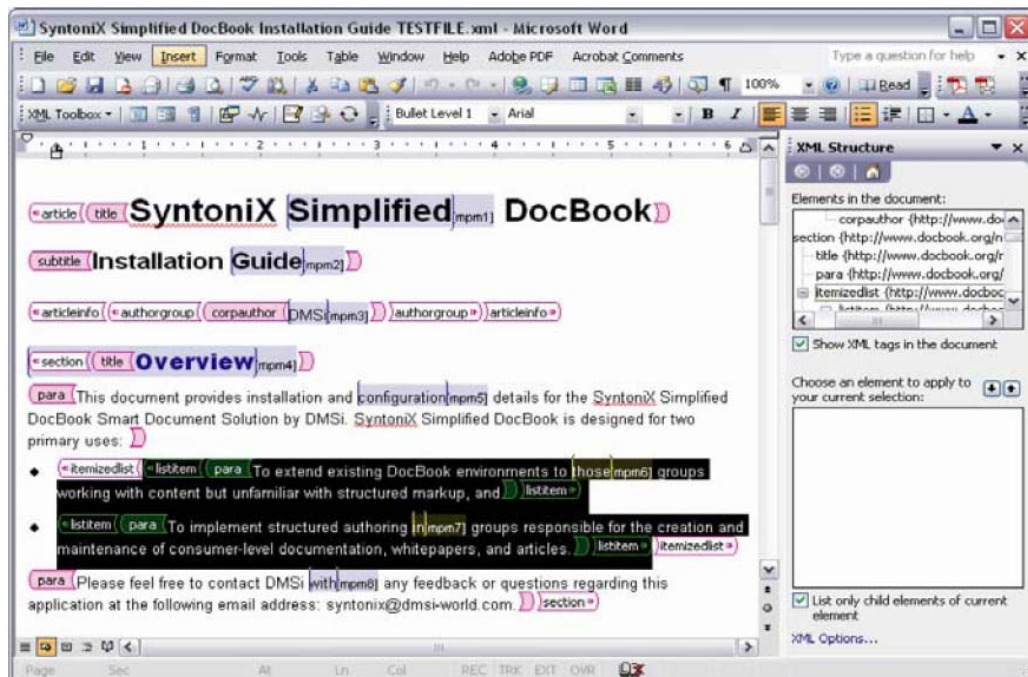 SyntoniX Simplified DocBook Installation Guide TESTFILE.xml - Microsoft Word
File Edit View Insert Format Tools Table Window Help Adobe PDF Acrobat Comments Type a question for help
100% Read
XML Toolbox Bullet Level 1 Arial B I A
1 2 3 4 5 6
XML Structure
Elements in the document:
corpauthor {http://www.do
section {http://www.docbook.org/n
title {http://www.docbook.org/r
para {http://www.docbook.org/
itemizedlist {http://www.docboc
listitem {http://www.docb
Show XML tags in the document
Choose an element to apply to
your current selection:
List only child elements of current
element
XML Options...
article title SyntoniX Simplified[mpm1] DocBook
subtitle Installation Guide[mpm2]
articleinfo authorgroup corpauthor DMSi[mpm3] authorgroup articleinfo
section title Overview[mpm4]
para This document provides installation and configuration[mpm5] details for the SyntoniX Simplified
DocBook Smart Document Solution by DMSi. SyntoniX Simplified DocBook is designed for two
primary uses:
itemizedlist listitem para To extend existing DocBook environments to those[mpm6] groups
working with content but unfamiliar with structured markup, and listitem
listitem para To implement structured authoring in[mpm7] groups responsible for the creation and
maintenance of consumer-level documentation, whitepapers, and articles. listitem itemizedlist
para Please feel free to contact DMSi with[mpm8] any feedback or questions regarding this
application at the following email address: syntonix@dmsi-world.com. section
Page Sec At Ln Col REC TRK EXT OVR